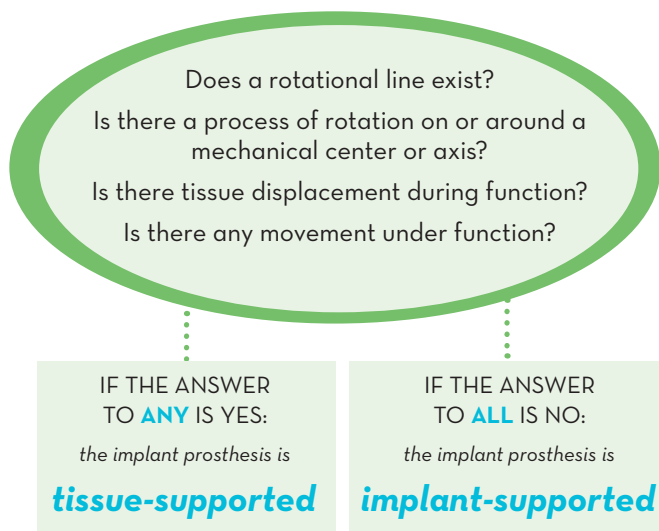 Does a rotational line exist?
Is there a process of rotation on or around a
mechanical center or axis?
Is there tissue displacement during function?
Is there any movement under function?
IF THE ANSWER
TO ANY IS YES:
the implant prosthesis is
tissue-supported
IF THE ANSWER
TO ALL IS NO:
the implant prosthesis is
implant-supported